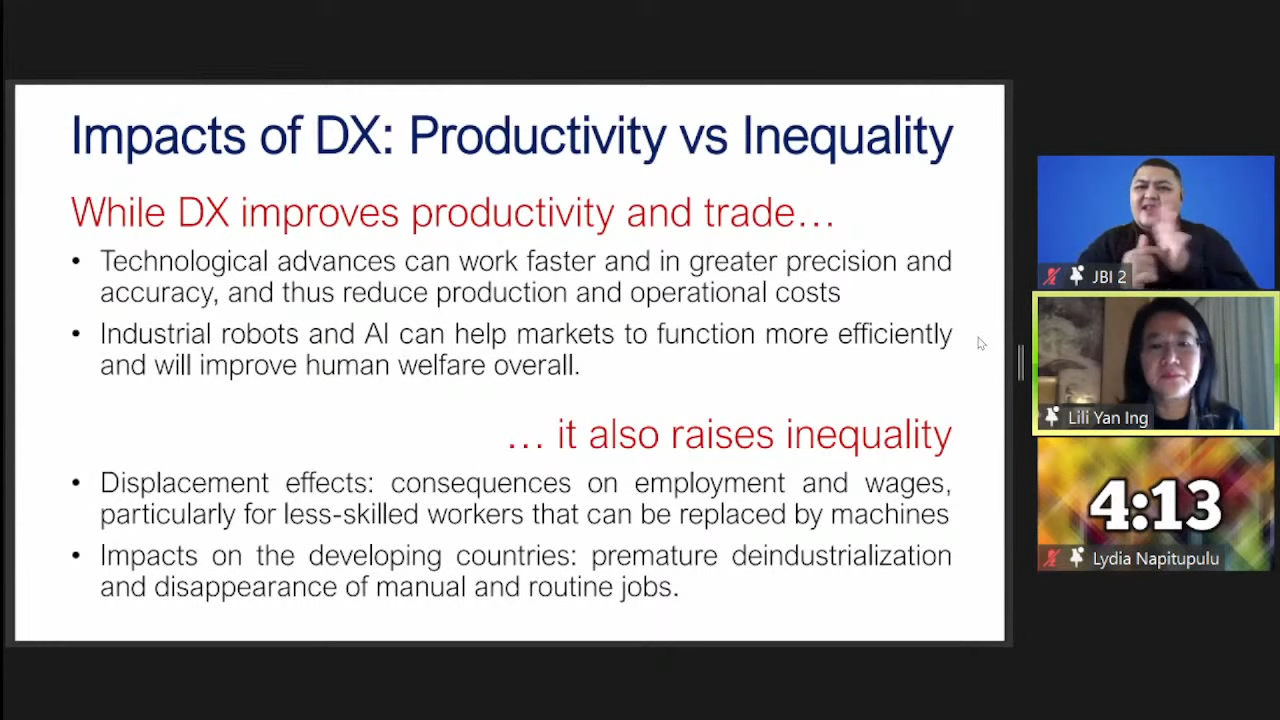 Impacts of DX: Productivity vs Inequality
While DX improves productivity and trade…
• Technological advances can work faster and in greater precision and
accuracy, and thus reduce production and operational costs
• Industrial robots and AI can help markets to function more efficiently
and will improve human welfare overall.
… it also raises inequality
• Displacement effects: consequences on employment and wages,
particularly for less-skilled workers that can be replaced by machines
• Impacts on the developing countries: premature deindustrialization
and disappearance of manual and routine jobs.
JBI 2
Lili Yan Ing
4:13
Lydia Napitupulu